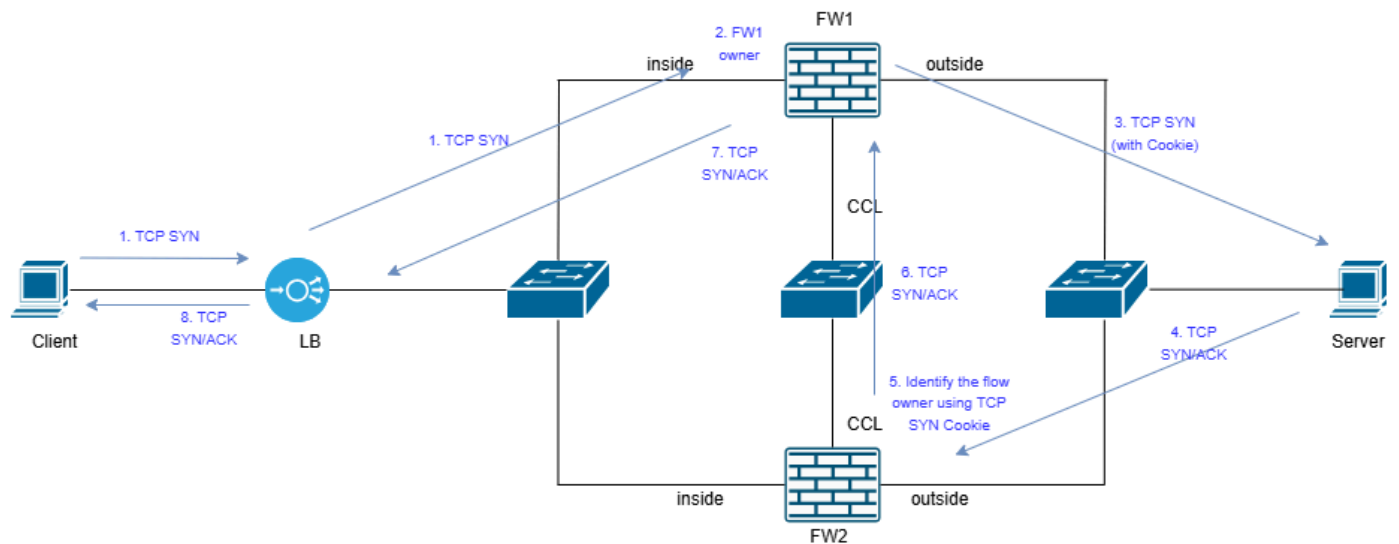 FW1
2. FW1
owner
inside
outside
1. TCP SYN
3. TCP SYN
(with Cookie)
7. TCP
SYN/ACK
CCL
1. TCP SYN
6. TCP
SYN/ACK
8. TCP
SYN/ACK
Client
LB
4. TCP
SYN/ACK
Server
5. Identify the flow
owner using TCP
SYN Cookie
CCL
inside
outside
FW2